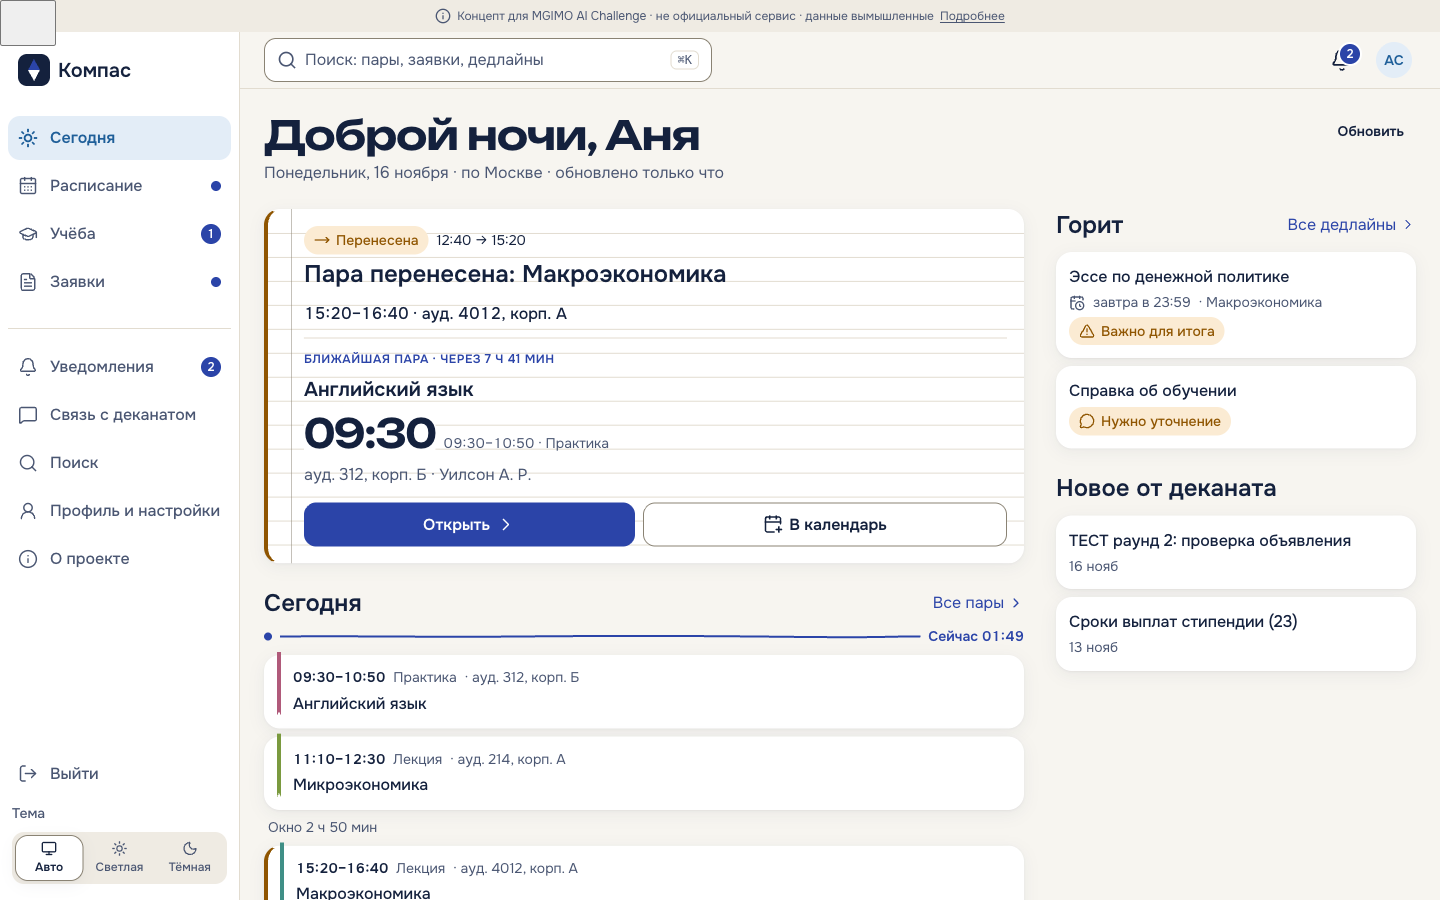 Концепт для MGIMO AI Challenge · не официальный сервис · данные вымышленные Подробнее
Компас
Поиск: пары, заявки, дедлайны
⌘K
2
АС
Сегодня
Расписание
Учёба
1
Заявки
Уведомления
2
Связь с деканатом
Поиск
Профиль и настройки
О проекте
Выйти
Тема
Авто
Светлая
Тёмная
Доброй ночи, Аня
Обновить
Понедельник, 16 ноября · по Москве · обновлено только что
→ Перенесена 12:40 → 15:20
Пара перенесена: Макроэкономика
15:20–16:40 · ауд. 4012, корп. А
БЛИЖАЙШАЯ ПАРА · ЧЕРЕЗ 7 Ч 41 МИН
Английский язык
09:30 09:30–10:50 · Практика
ауд. 312, корп. Б · Уилсон А. Р.
Открыть
В календарь
Сегодня
Все пары
Сейчас 01:49
09:30–10:50 Практика · ауд. 312, корп. Б
Английский язык
11:10–12:30 Лекция · ауд. 214, корп. А
Микроэкономика
Окно 2 ч 50 мин
15:20–16:40 Лекция · ауд. 4012, корп. А
Макроэкономика
Горит
Все дедлайны
Эссе по денежной политике
завтра в 23:59 · Макроэкономика
Важно для итога
Справка об обучении
Нужно уточнение
Новое от деканата
ТЕСТ раунд 2: проверка объявления
16 нояб
Сроки выплат стипендии (23)
13 нояб